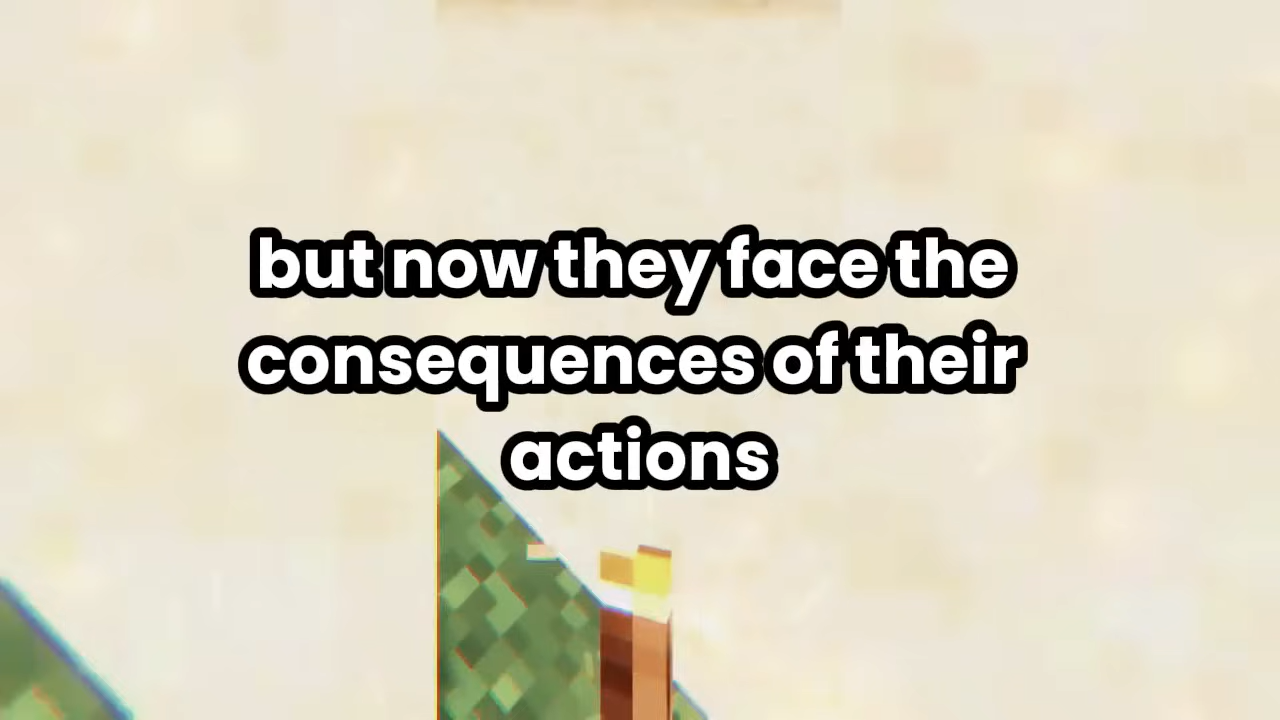 but now they face the
consequences of their
actions